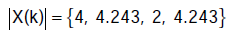 |X(k)| = {4, 4.243, 2, 4.243}